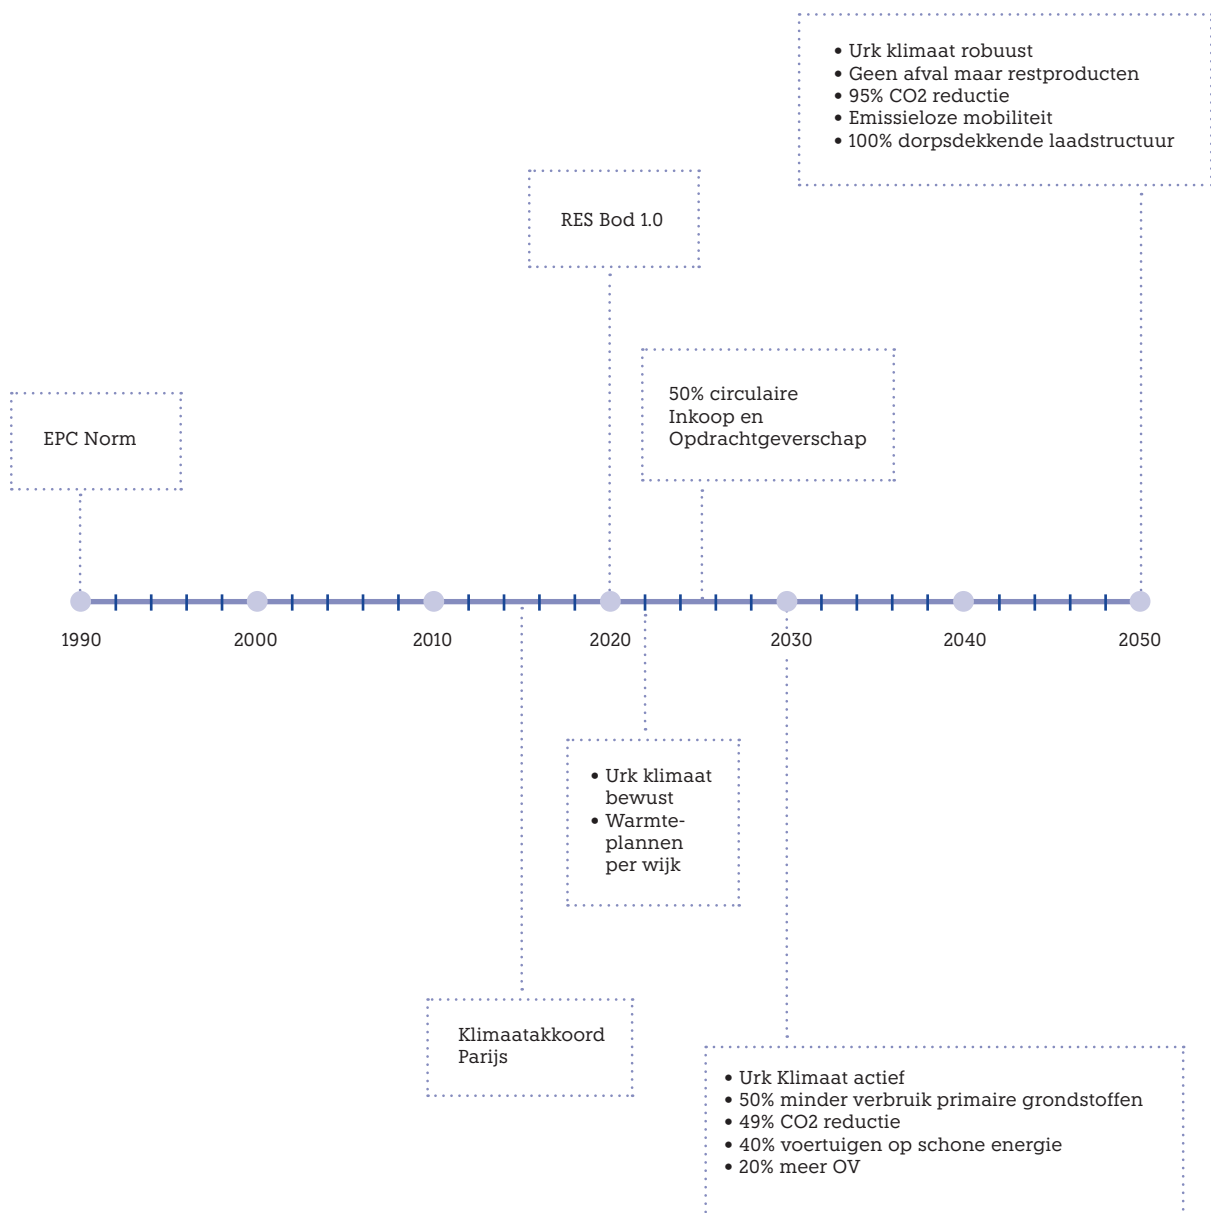 • Urk klimaat robuust
• Geen afval maar restproducten
• 95% CO2 reductie
• Emissieloze mobiliteit
• 100% dorpsdekkende laadstructuur
RES Bod 1.0
50% circulaire
Inkoop en
Opdrachtgeverschap
EPC Norm
1990
2000
2010
2020
2030
2040
2050
• Urk klimaat
bewust
• Warmte-
plannen
per wijk
Klimaatakkoord
Parijs
• Urk Klimaat actief
• 50% minder verbruik primaire grondstoffen
• 49% CO2 reductie
• 40% voertuigen op schone energie
• 20% meer OV